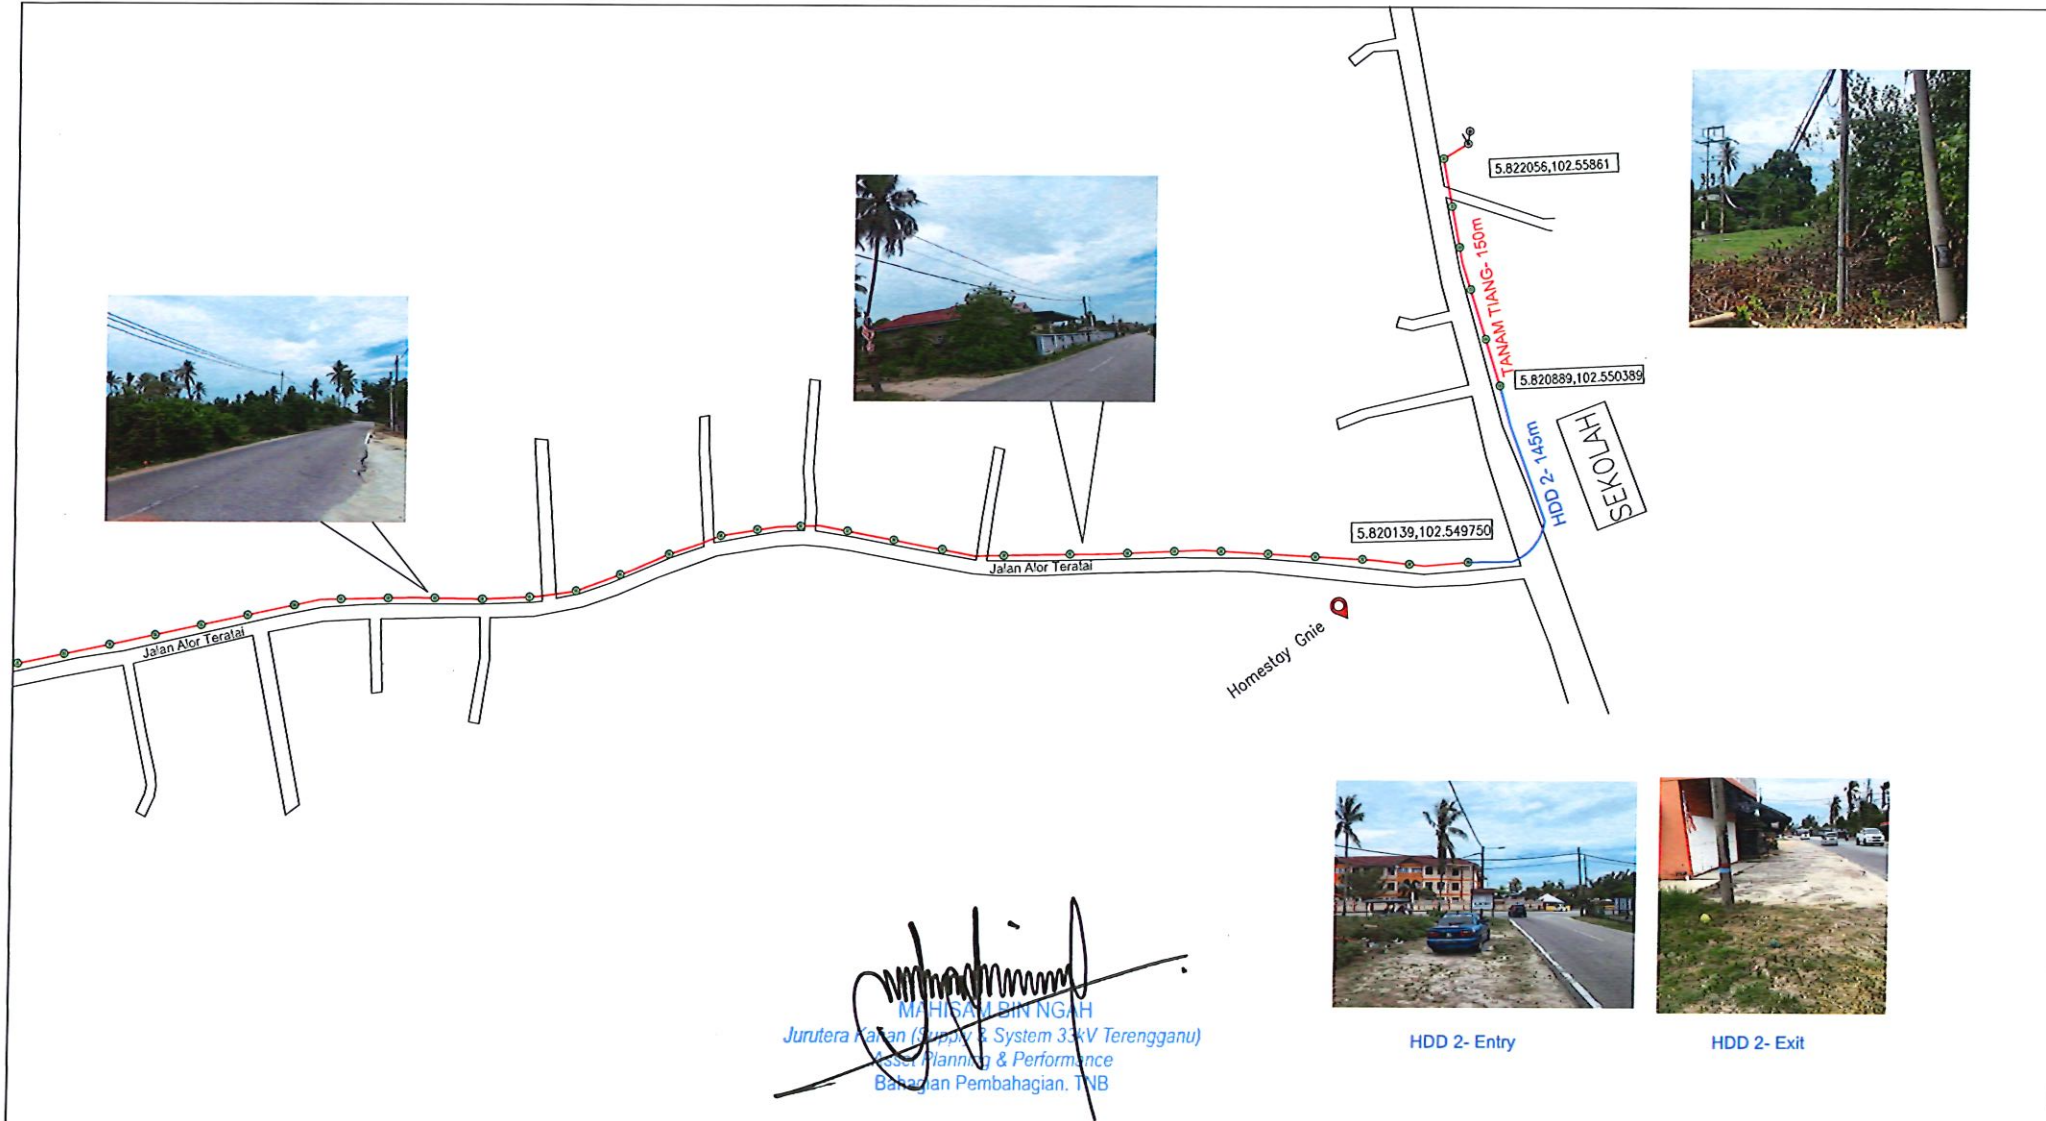 5.822056,102.55861
TANAM TIANG- 150m
5.820889,102.550389
SEKOLAH
HDD 2- 145m
5.820139,102.549750
Jalan Alor Teratai
Jalan Alor Teratai
Homestay Gnie
MAHISAM BIN NGAH
Jurutera Kanan (Supply & System 33kV Terengganu)
Asset Planning & Performance
Bahagian Pembahagian. TNB
HDD 2- Entry
HDD 2- Exit